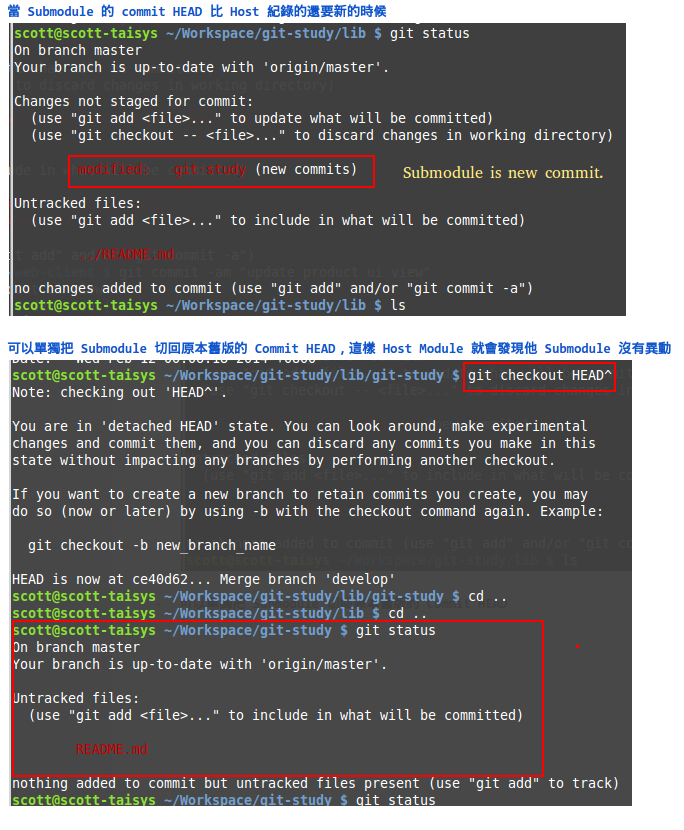 當 Submodule 的 commit HEAD 比 Host 紀錄的還要新的時候
scott@scott-taisys ~/Workspace/git-study/lib $ git status
On branch master
Your branch is up-to-date with 'origin/master'.
Changes not staged for commit:
(use "git add <file>..." to update what will be committed)
(use "git checkout -- <file>..." to discard changes in working directory)
modified: git-study (new commits)
Submodule is new commit.
Untracked files:
(use "git add <file>..." to include in what will be committed)
../README.md
no changes added to commit (use "git add" and/or "git commit -a")
scott@scott-taisys ~/Workspace/git-study/lib $ ls
可以單獨把 Submodule 切回原本舊版的 Commit HEAD，這樣 Host Module 就會發現他 Submodule 沒有異動
scott@scott-taisys ~/Workspace/git-study/lib/git-study $ git checkout HEAD^
Note: checking out 'HEAD^'.
You are in 'detached HEAD' state. You can look around, make experimental
changes and commit them, and you can discard any commits you make in this
state without impacting any branches by performing another checkout.
If you want to create a new branch to retain commits you create, you may
do so (now or later) by using -b with the checkout command again. Example:
git checkout -b new_branch_name
HEAD is now at ce40d62... Merge branch 'develop'
scott@scott-taisys ~/Workspace/git-study/lib/git-study $ cd ..
scott@scott-taisys ~/Workspace/git-study/lib $ cd ..
scott@scott-taisys ~/Workspace/git-study $ git status
On branch master
Your branch is up-to-date with 'origin/master'.
Untracked files:
(use "git add <file>..." to include in what will be committed)
README.md
nothing added to commit but untracked files present (use "git add" to track)
scott@scott-taisys ~/Workspace/git-study $ git status